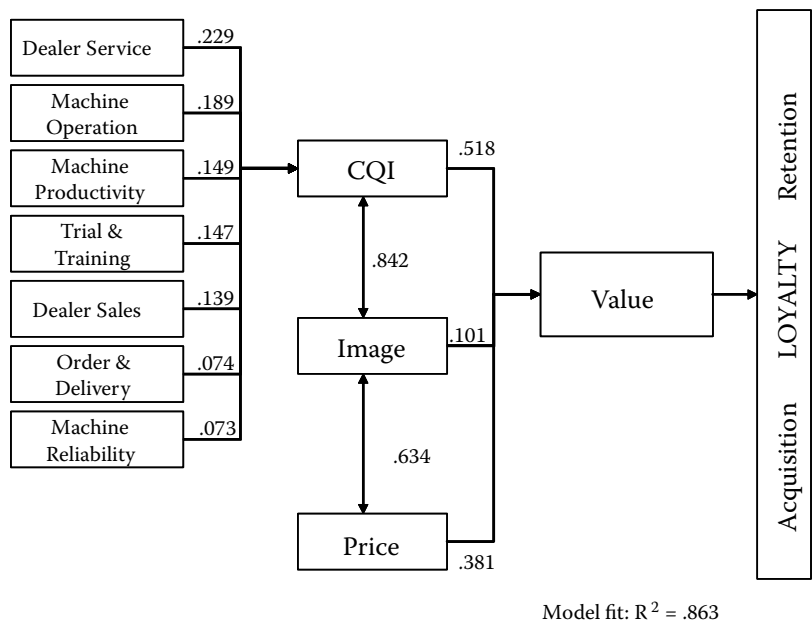 Dealer Service
.229
Machine
Operation
.189
Machine
Productivity
.149
Trial &
Training
.147
Dealer Sales
.139
Order &
Delivery
.074
Machine
Reliability
.073
CQI
.518
.842
Image
.101
.634
Price
.381
Value
Retention
LOYALTY
Acquisition
Model fit: R² = .863